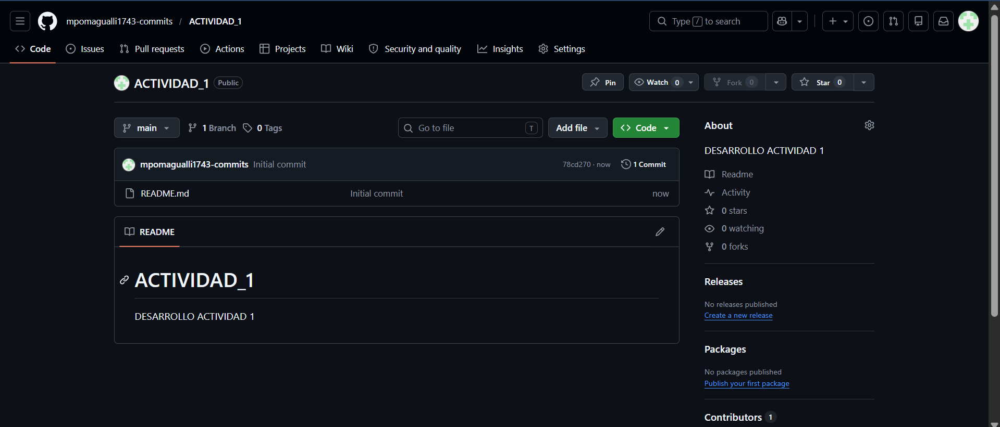 mpomagualli1743-commits / ACTIVIDAD_1
Type / to search
Code
Issues
Pull requests
Actions
Projects
Wiki
Security and quality
Insights
Settings
ACTIVIDAD_1 Public
Pin
Watch 0
Fork 0
Star 0
main
1 Branch
0 Tags
Go to file T
Add file
Code
mpomagualli1743-commits Initial commit
78cd270 · now
1 Commit
README.md Initial commit now
README
ACTIVIDAD_1
DESARROLLO ACTIVIDAD 1
About
DESARROLLO ACTIVIDAD 1
Readme
Activity
0 stars
0 watching
0 forks
Releases
No releases published
Create a new release
Packages
No packages published
Publish your first package
Contributors 1